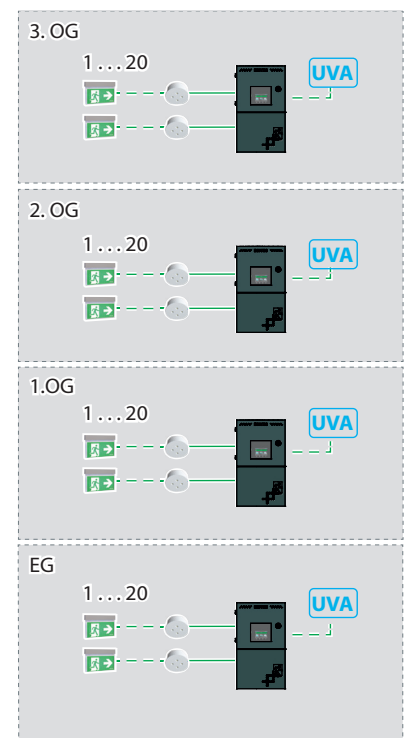 3. OG
1 . . . 20
UVA
2. OG
1 . . . 20
UVA
1.OG
1 . . . 20
UVA
EG
1 . . . 20
UVA